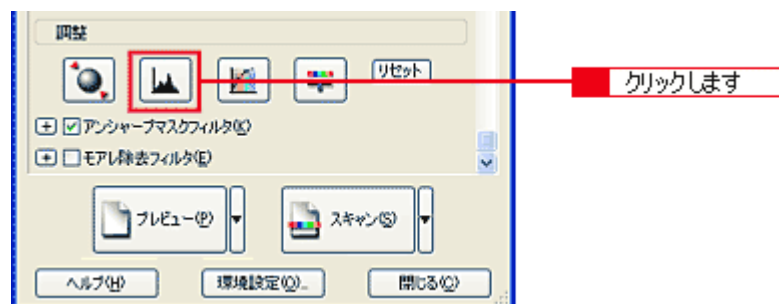 調整
リセット
クリックします
アンシャープマスクフィルタ(K)
モアレ除去フィルタ(E)
プレビュー(P)
スキャン(S)
ヘルプ(H)
環境設定(O)...
閉じる(C)